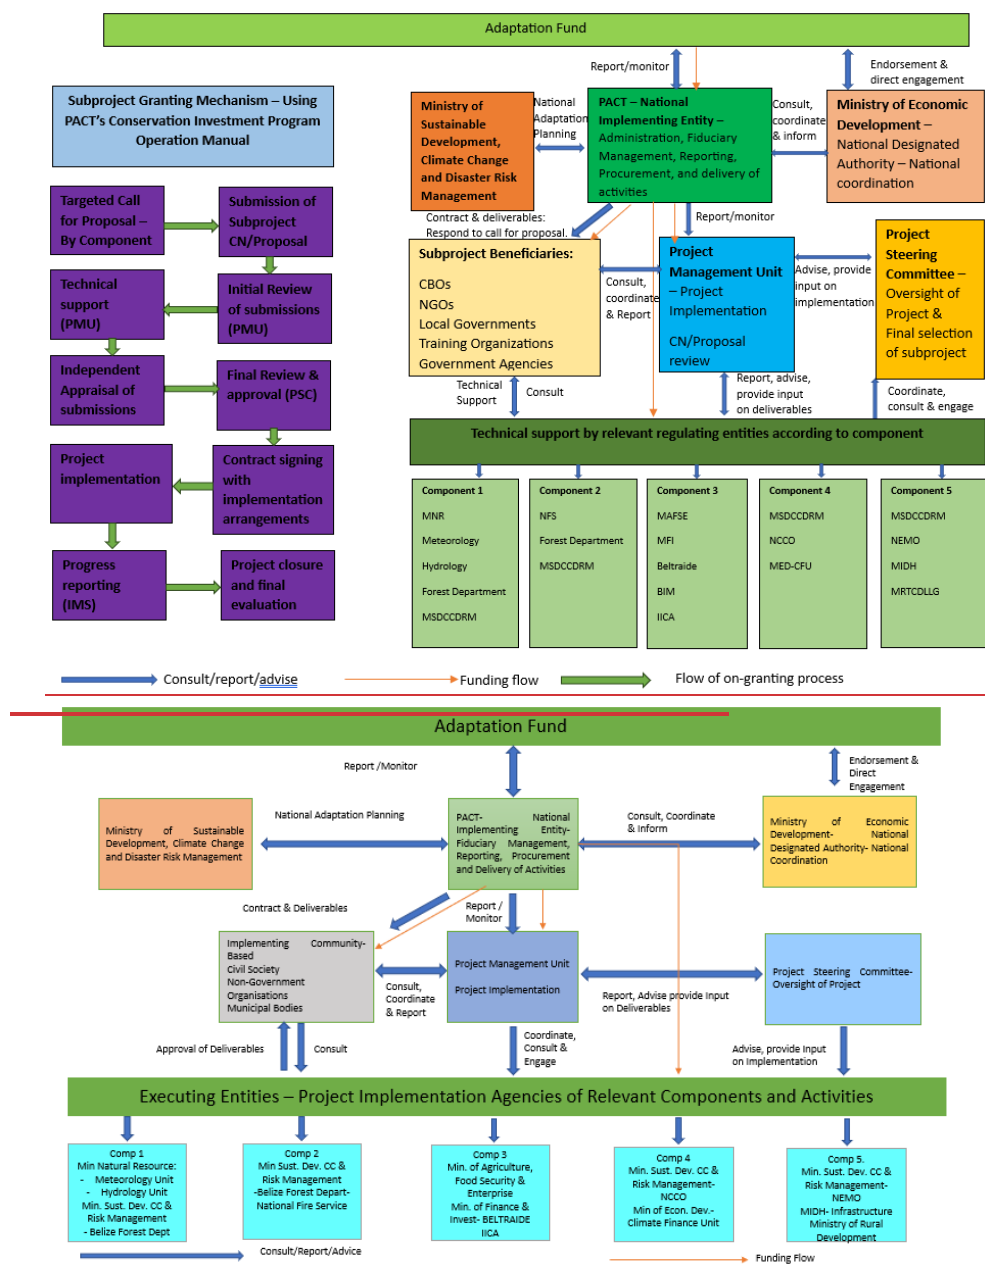 Adaptation Fund
Report/monitor
Endorsement &
direct engagement
Subproject Granting Mechanism – Using
PACT's Conservation Investment Program
Operation Manual
Ministry of
Sustainable
Development,
Climate Change
and Disaster Risk
Management
National
Adaptation
Planning
PACT – National
Implementing Entity –
Administration, Fiduciary
Management, Reporting,
Procurement, and delivery of
activities
Consult,
coordinate
& inform
Ministry of Economic
Development –
National Designated
Authority – National
coordination
Targeted Call
for Proposal –
By Component
Submission of
Subproject
CN/Proposal
Technical
support
(PMU)
Initial Review
of submissions
(PMU)
Independent
Appraisal of
submissions
Final Review &
approval (PSC)
Project
implementation
Contract signing
with
implementation
arrangements
Progress
reporting
(IMS)
Project closure
and final
evaluation
Contract & deliverables:
Respond to call for proposal.
Report/monitor
Subproject Beneficiaries:
CBOs
NGOs
Local Governments
Training Organizations
Government Agencies
Consult,
coordinate
& Report
Project
Management Unit
– Project
Implementation
CN/Proposal
review
Advise, provide
input on
implementation
Project
Steering
Committee –
Oversight of
Project &
Final selection
of subproject
Technical
Support
Consult
Report, advise,
provide input
on deliverables
Coordinate,
consult & engage
Technical support by relevant regulating entities according to component
Component 1
MNR
Meteorology
Hydrology
Forest Department
MSDCCDRM
Component 2
NFS
Forest Department
MSDCCDRM
Component 3
MAFSE
MFI
Beltraide
BIM
IICA
Component 4
MSDCCDRM
NCCO
MED-CFU
Component 5
MSDCCDRM
NEMO
MIDH
MRTCDLLG
Consult/report/advise
Funding flow
Flow of on-granting process
Adaptation Fund
Report /Monitor
Endorsement &
Direct
Engagement
Ministry of Sustainable
Development, Climate Change
and Disaster Risk Management
National Adaptation Planning
PACT- National
Implementing Entity-
Fiduciary Management,
Reporting, Procurement
and Delivery of Activities
Consult, Coordinate
& Inform
Ministry of Economic
Development- National
Designated Authority- National
Coordination
Contract & Deliverables
Report /
Monitor
Implementing Community-
Based
Civil Society
Non-Government
Organisations
Municipal Bodies
Consult,
Coordinate
& Report
Project Management Unit
Project Implementation
Report, Advise provide Input
on Deliverables
Project Steering Committee-
Oversight of Project
Approval of Deliverables
Consult
Coordinate,
Consult &
Engage
Advise, provide Input
on Implementation
Executing Entities – Project Implementation Agencies of Relevant Components and Activities
Comp 1
Min Natural Resource:
- Meteorology Unit
- Hydrology Unit
Min. Sust. Dev. CC &
Risk Management
- Belize Forest Dept
Comp 2
Min Sust. Dev. CC &
Risk Management
-Belize Forest Depart-
National Fire Service
Comp 3
Min. of Agriculture,
Food Security &
Enterprise
Min. of Finance &
Invest- BELTRAIDE
IICA
Comp 4
Min. Sust. Dev. CC &
Risk Management-
NCCO
Min of Econ. Dev.-
Climate Finance Unit
Comp 5.
Min. Sust. Dev. CC &
Risk Management-
NEMO
MIDH- Infrastructure
Ministry of Rural
Development
Consult/Report/Advice
Funding Flow